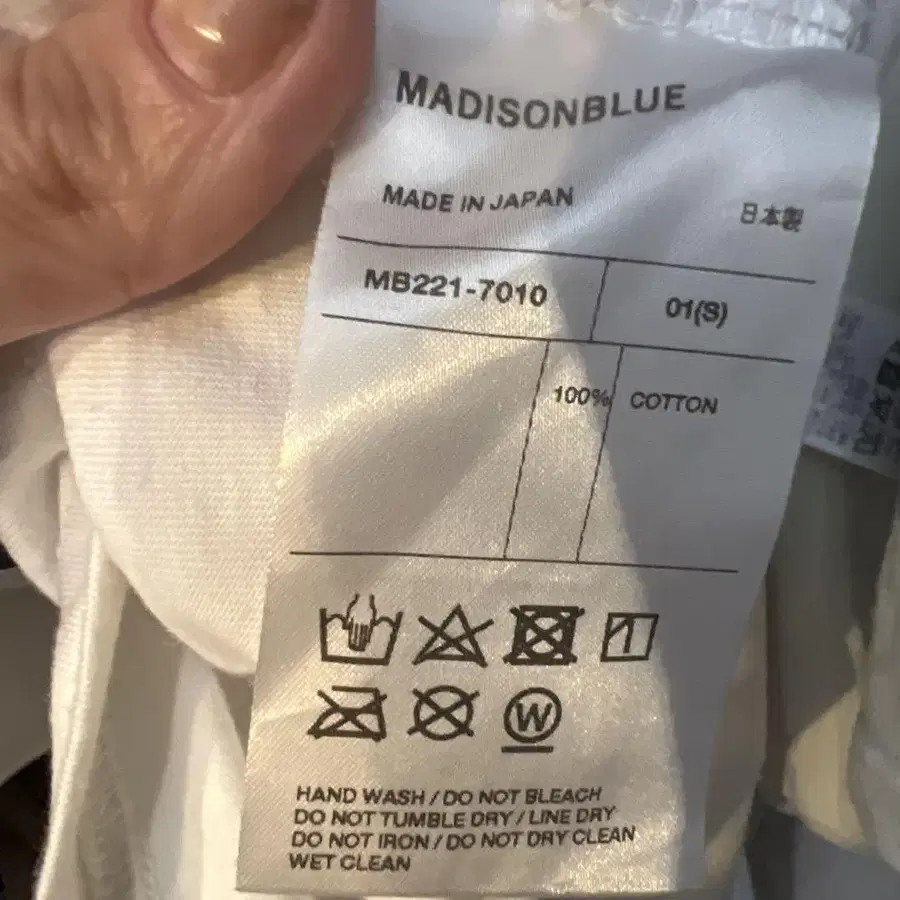 MADISONBLUE
MADE IN JAPAN
日本製
MB221-7010
01(S)
100% COTTON
W
HAND WASH / DO NOT BLEACH
DO NOT TUMBLE DRY / LINE DRY
DO NOT IRON / DO NOT DRY CLEAN
WET CLEAN